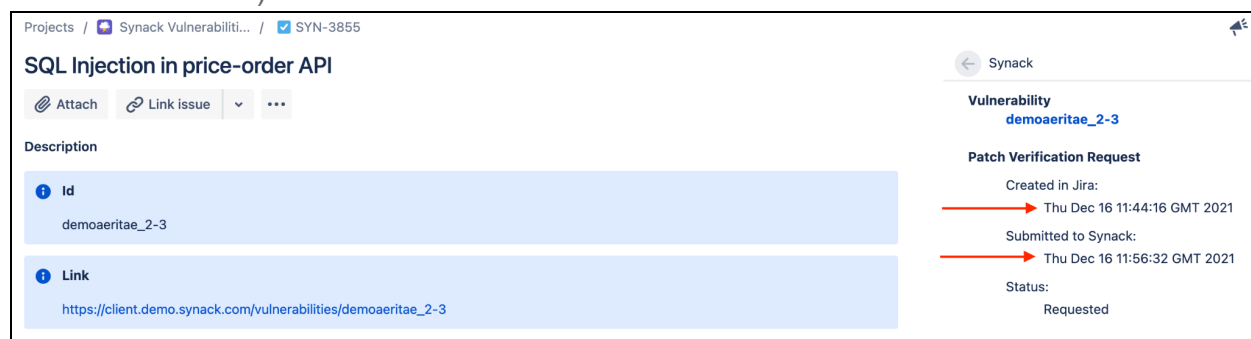 Projects / Synack Vulnerabiliti... / SYN-3855
SQL Injection in price-order API
Attach Link issue
Description
Id
demoaeritae_2-3
Link
https://client.demo.synack.com/vulnerabilities/demoaeritae_2-3
Synack
Vulnerability
demoaeritae_2-3
Patch Verification Request
Created in Jira:
Thu Dec 16 11:44:16 GMT 2021
Submitted to Synack:
Thu Dec 16 11:56:32 GMT 2021
Status:
Requested